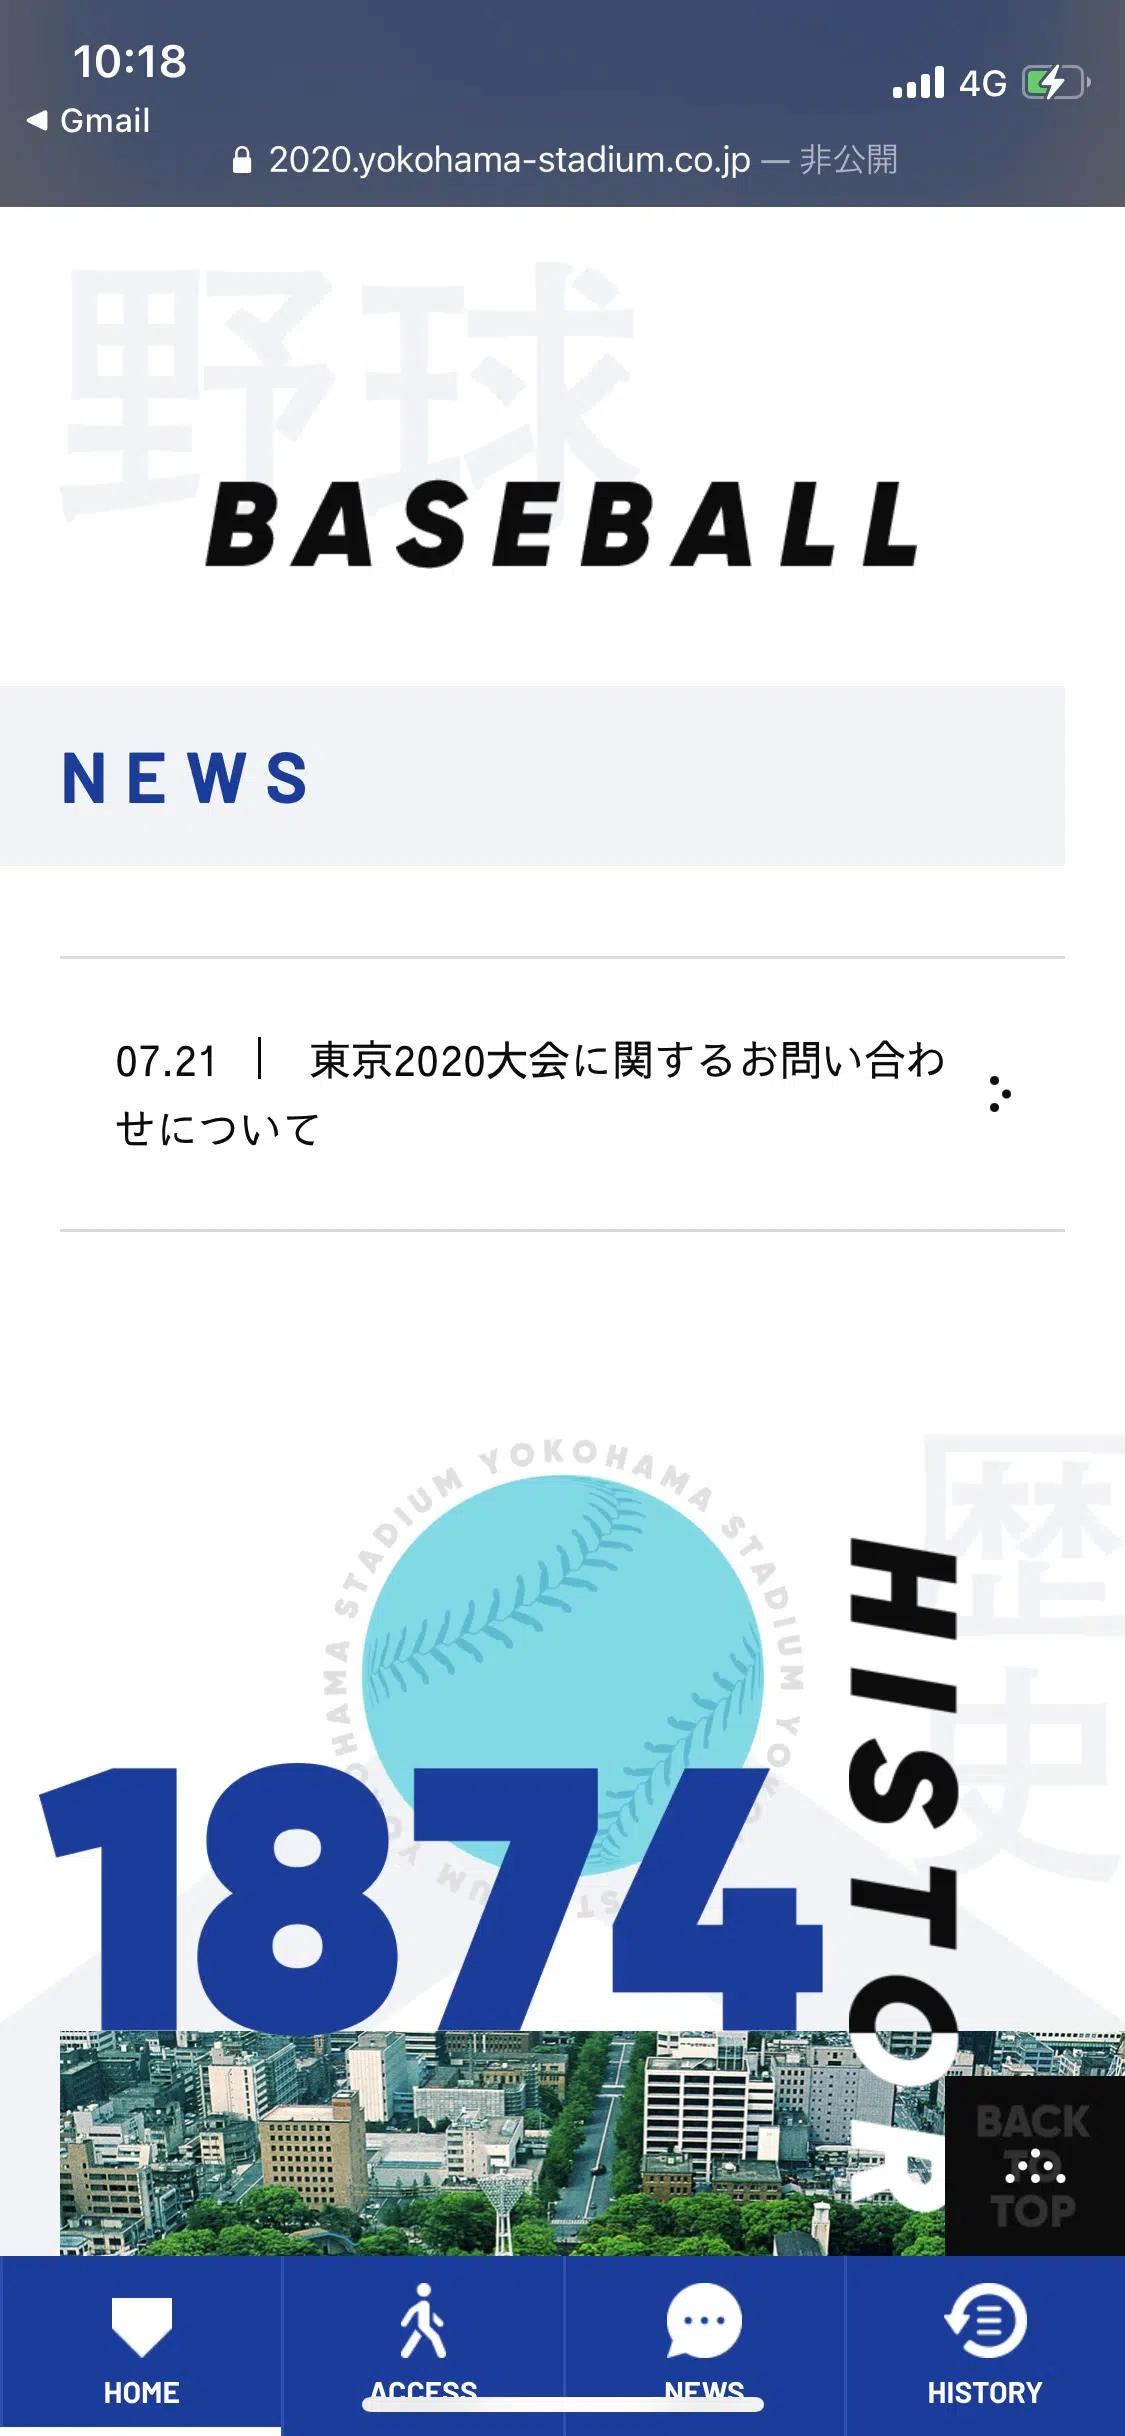 10:18
4G
Gmail
2020.yokohama-stadium.co.jp — 非公開
野球
BASEBALL
NEWS
07.21 | 東京2020大会に関するお問い合わ
せについて
YOKOHAMA STADIUM
歴史
HISTOR
1874
BACK
TO
TOP
HOME
ACCESS
NEWS
HISTORY